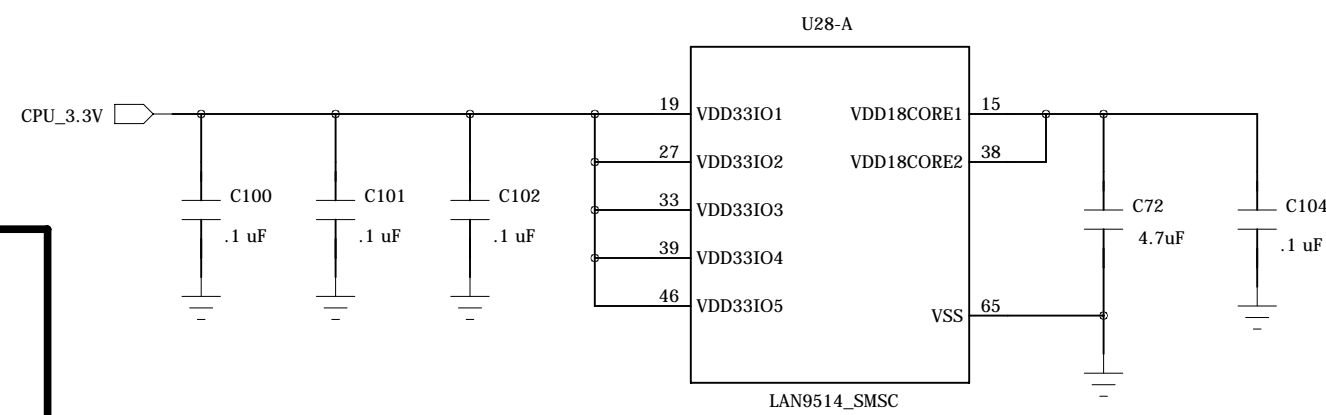 U28-A
CPU_3.3V
19 VDD33IO1 VDD18CORE1 15
27 VDD33IO2 VDD18CORE2 38
33 VDD33IO3
39 VDD33IO4
46 VDD33IO5
VSS 65
C100
.1 uF
C101
.1 uF
C102
.1 uF
C72
4.7uF
C104
.1 uF
LAN9514_SMSC